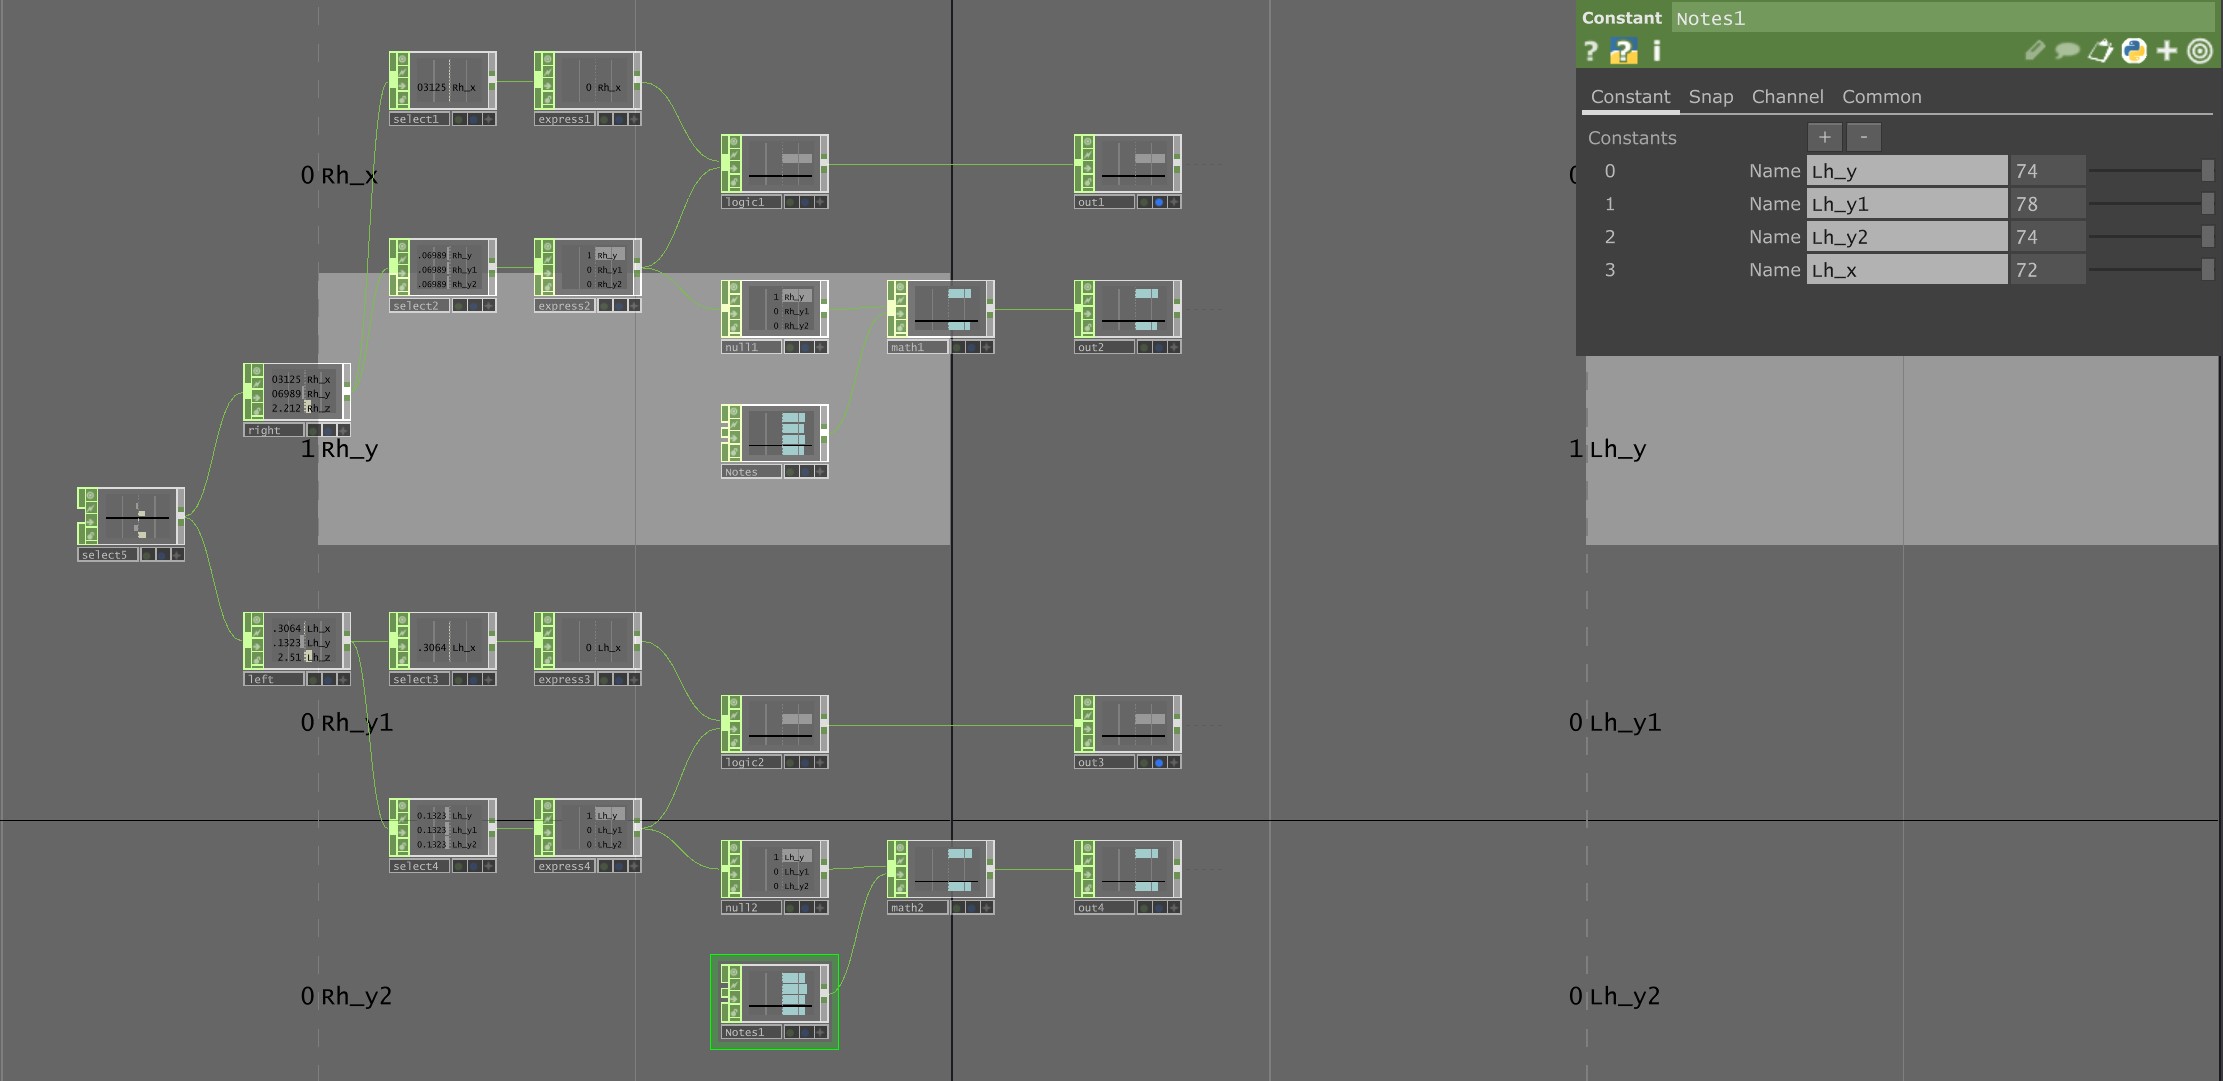 Constant Notes1
? ? i
Constant Snap Channel Common
Constants + -
0 Name Lh_y 74
1 Name Lh_y1 78
2 Name Lh_y2 74
3 Name Lh_x 72
03125 Rh_x
select1
0 Rh_x
express1
0 Rh_x
logic1
out1
.06989 Rh_y
.06989 Rh_y1
.06989 Rh_y2
select2
1 Rh_y
0 Rh_y1
0 Rh_y2
express2
1 Rh_y
0 Rh_y1
0 Rh_y2
null1
math1
out2
03125 Rh_x
06989 Rh_y
2.212 Rh_z
right
1 Rh_y
Notes
1 Lh_y
select5
.3064 Lh_x
.1323 Lh_y
2.51 Lh_z
left
.3064 Lh_x
select3
0 Lh_x
express3
0 Rh_y1
logic2
out3
0 Lh_y1
0.1323 Lh_y
0.1323 Lh_y1
0.1323 Lh_y2
select4
1 Lh_y
0 Lh_y1
0 Lh_y2
express4
1 Lh_y
0 Lh_y1
0 Lh_y2
null2
math2
out4
0 Rh_y2
Notes1
0 Lh_y2